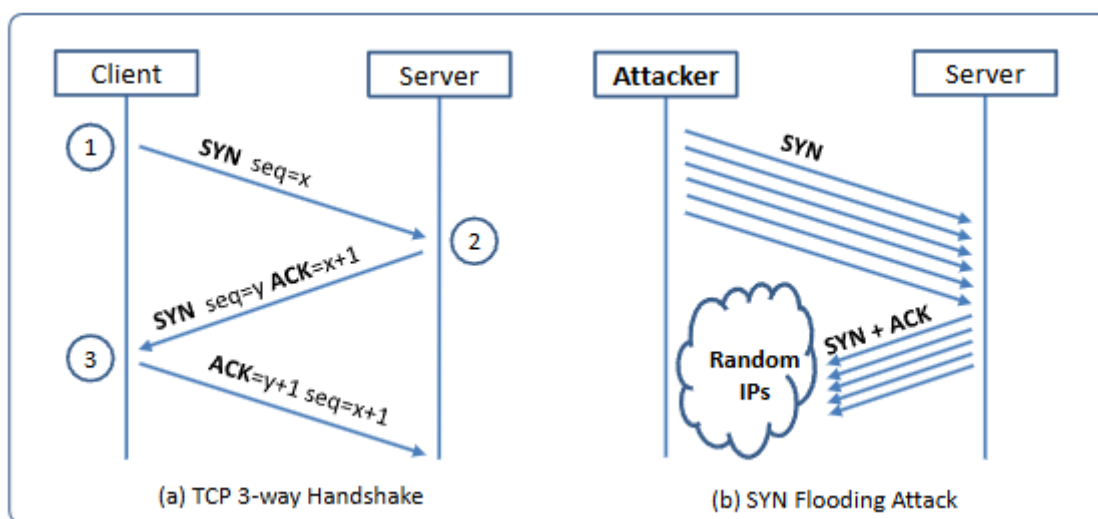 Client
Server
1
SYN seq=x
2
SYN seq=y ACK=x+1
3
ACK=y+1 seq=x+1
(a) TCP 3-way Handshake
Attacker
Server
SYN
SYN + ACK
Random
IPs
(b) SYN Flooding Attack